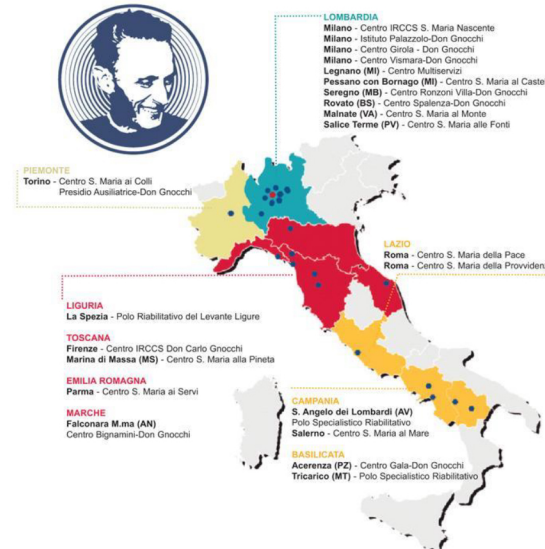 LOMBARDIA
Milano - Centro IRCCS S. Maria Nascente
Milano - Istituto Palazzolo-Don Gnocchi
Milano - Centro Girola - Don Gnocchi
Milano - Centro Vismara-Don Gnocchi
Legnano (MI) - Centro Multiservizi
Pessano con Bornago (MI) - Centro S. Maria al Castel
Seregno (MB) - Centro Ronzoni Villa-Don Gnocchi
Rovato (BS) - Centro Spalenza-Don Gnocchi
Malnate (VA) - Centro S. Maria al Monte
Salice Terme (PV) - Centro S. Maria alle Fonti
PIEMONTE
Torino - Centro S. Maria ai Colli
Presidio Ausiliatrice-Don Gnocchi
LAZIO
Roma - Centro S. Maria della Pace
Roma - Centro S. Maria della Provvidenz
LIGURIA
La Spezia - Polo Riabilitativo del Levante Ligure
TOSCANA
Firenze - Centro IRCCS Don Carlo Gnocchi
Marina di Massa (MS) - Centro S. Maria alla Pineta
EMILIA ROMAGNA
Parma - Centro S. Maria ai Servi
MARCHE
Falconara M.ma (AN)
Centro Bignamini-Don Gnocchi
CAMPANIA
S. Angelo dei Lombardi (AV)
Polo Specialistico Riabilitativo
Salerno - Centro S. Maria al Mare
BASILICATA
Acerenza (PZ) - Centro Gala-Don Gnocchi
Tricarico (MT) - Polo Specialistico Riabilitativo